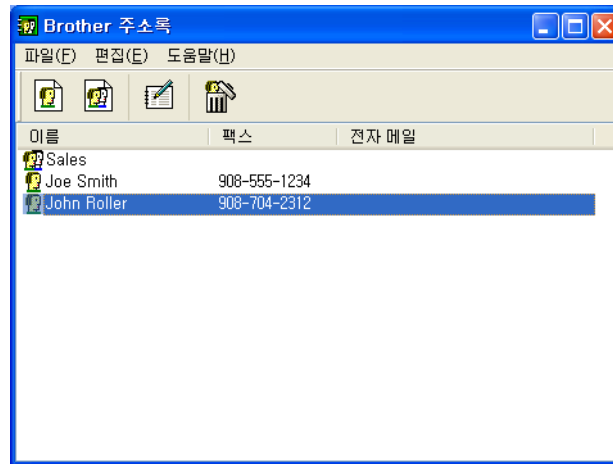 Brother 주소록
파일(F) 편집(E) 도움말(H)
이름 팩스 전자 메일
Sales
Joe Smith 908-555-1234
John Roller 908-704-2312